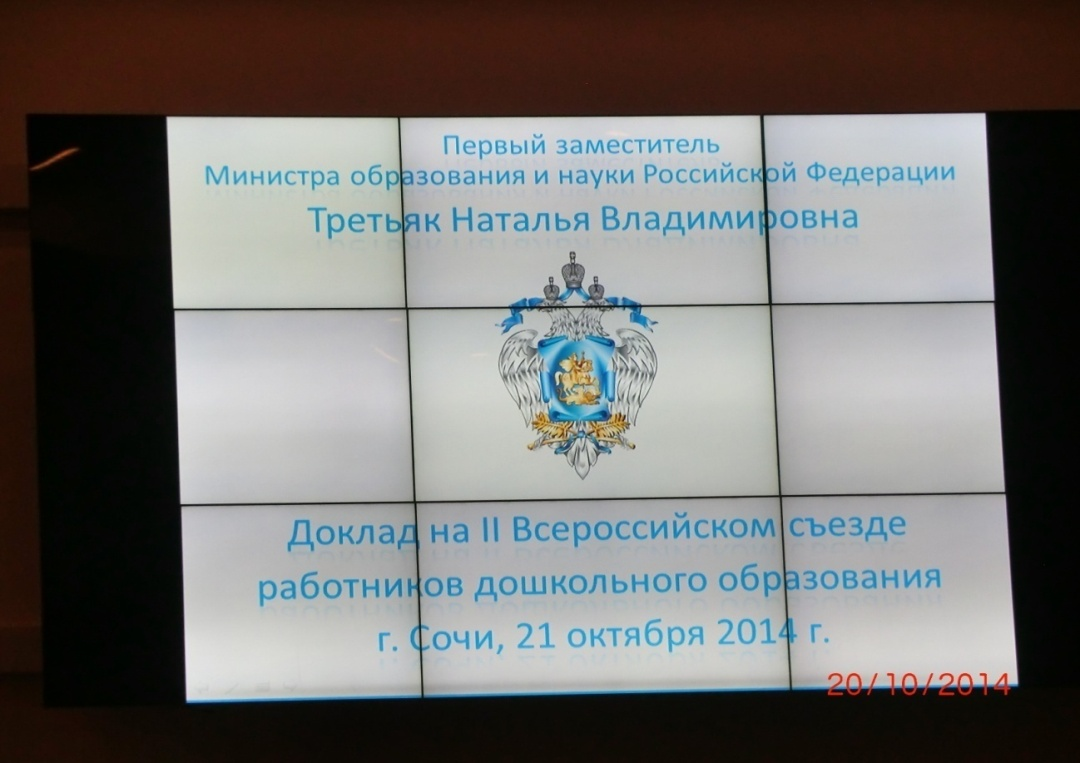 Первый заместитель
Министра образования и науки Российской Федерации
Третьяк Наталья Владимировна
Доклад на II Всероссийском съезде
работников дошкольного образования
г. Сочи, 21 октября 2014 г.
20/10/2014